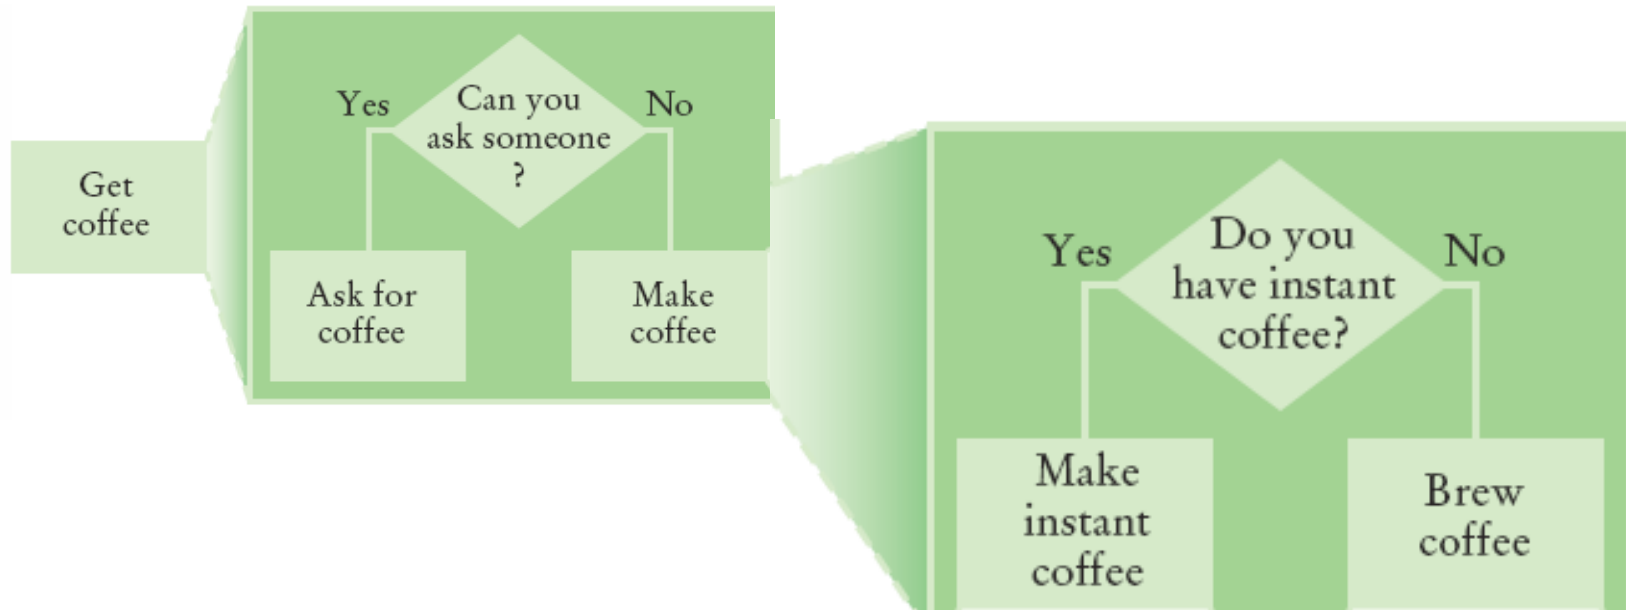 Get
coffee
Yes
Can you
ask someone
?
No
Ask for
coffee
Make
coffee
Yes
Do you
have instant
coffee?
No
Make
instant
coffee
Brew
coffee